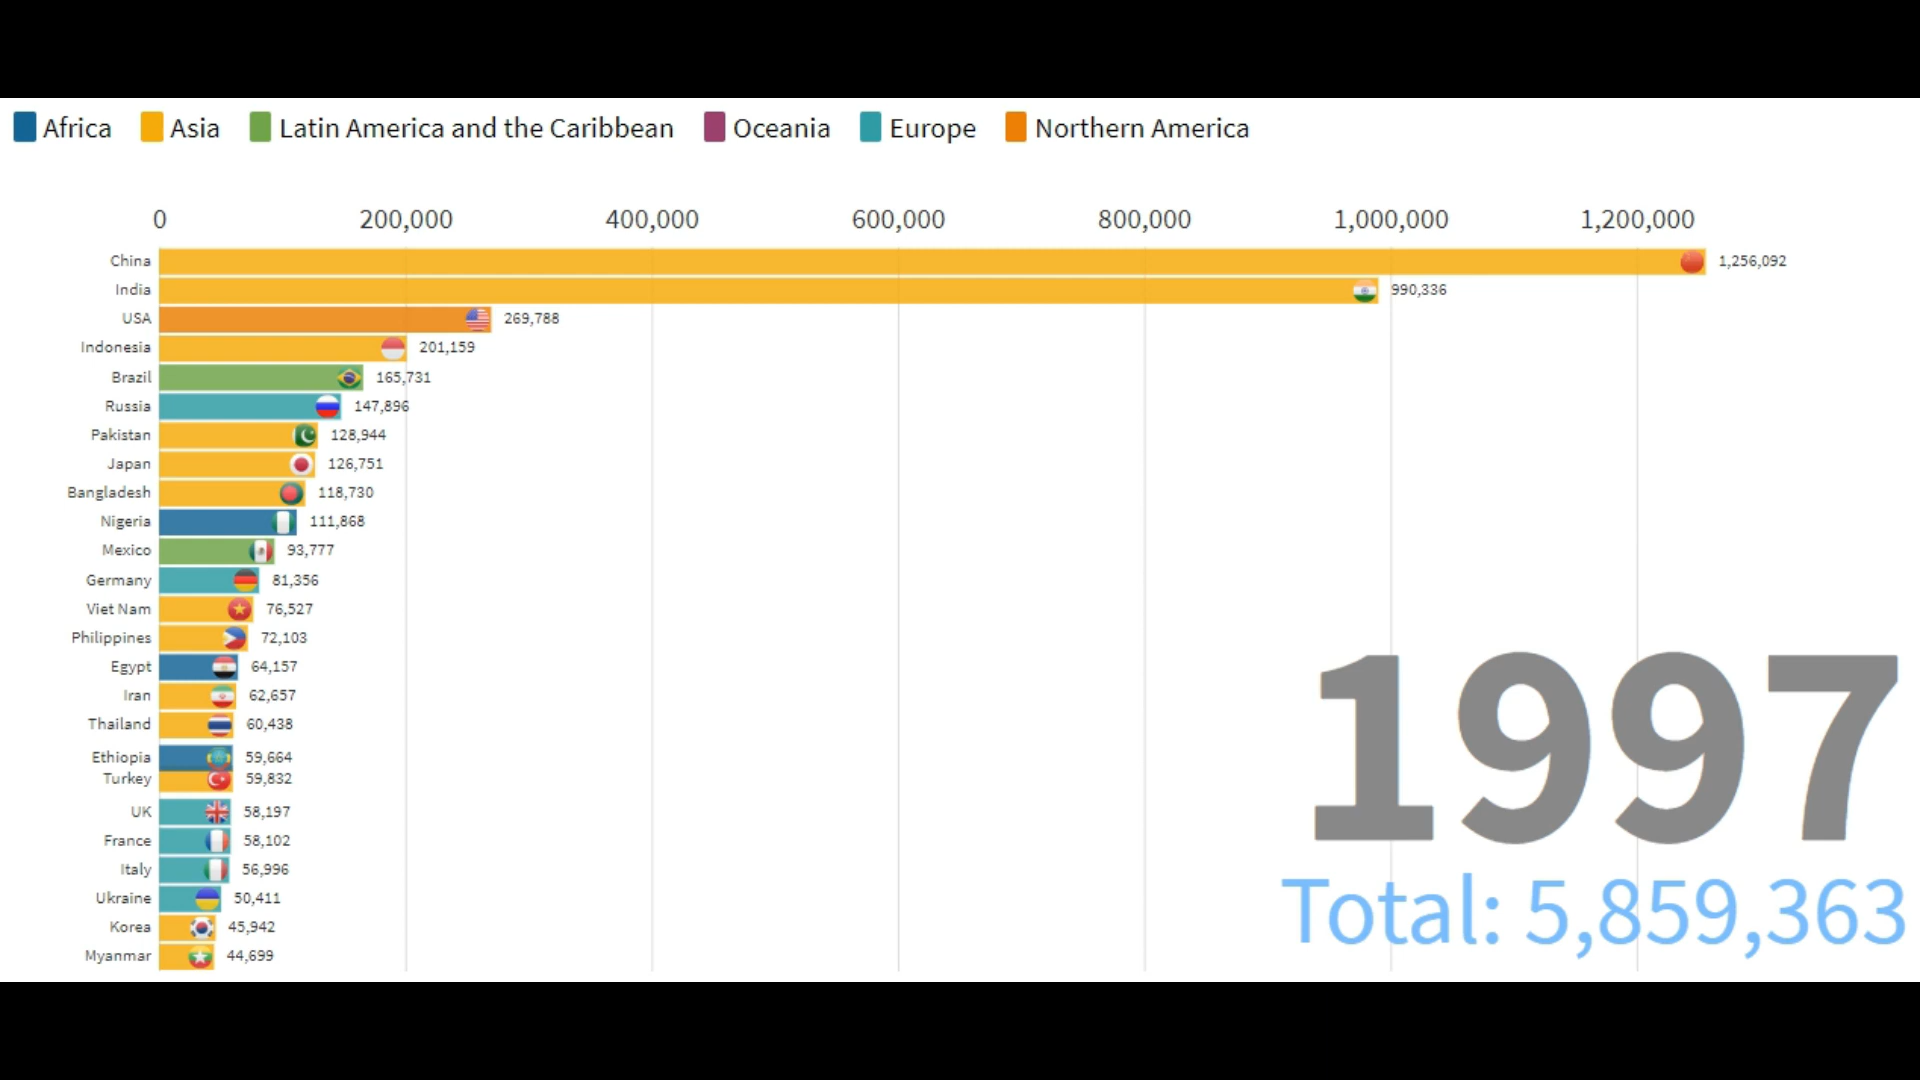 Africa Asia Latin America and the Caribbean Oceania Europe Northern America
0 200,000 400,000 600,000 800,000 1,000,000 1,200,000
China 1,256,092
India 990,336
USA 269,788
Indonesia 201,159
Brazil 165,731
Russia 147,896
Pakistan 128,944
Japan 126,751
Bangladesh 118,730
Nigeria 111,868
Mexico 93,777
Germany 81,356
Viet Nam 76,527
Philippines 72,103
Egypt 64,157
Iran 62,657
Thailand 60,438
Ethiopia 59,664
Turkey 59,832
UK 58,197
France 58,102
Italy 56,996
Ukraine 50,411
Korea 45,942
Myanmar 44,699
1997
Total: 5,859,363